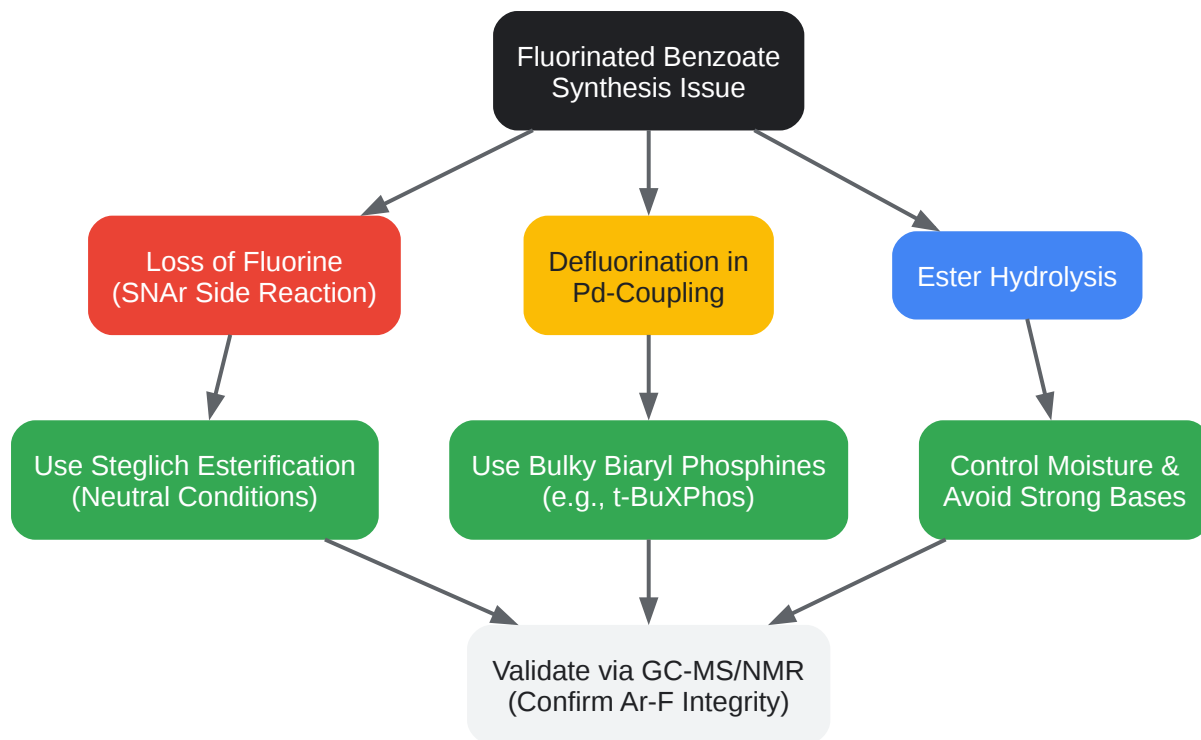 Fluorinated Benzoate
Synthesis Issue
Loss of Fluorine
(SNAr Side Reaction)
Defluorination in
Pd-Coupling
Ester Hydrolysis
Use Steglich Esterification
(Neutral Conditions)
Use Bulky Biaryl Phosphines
(e.g., t-BuXPhos)
Control Moisture &
Avoid Strong Bases
Validate via GC-MS/NMR
(Confirm Ar-F Integrity)